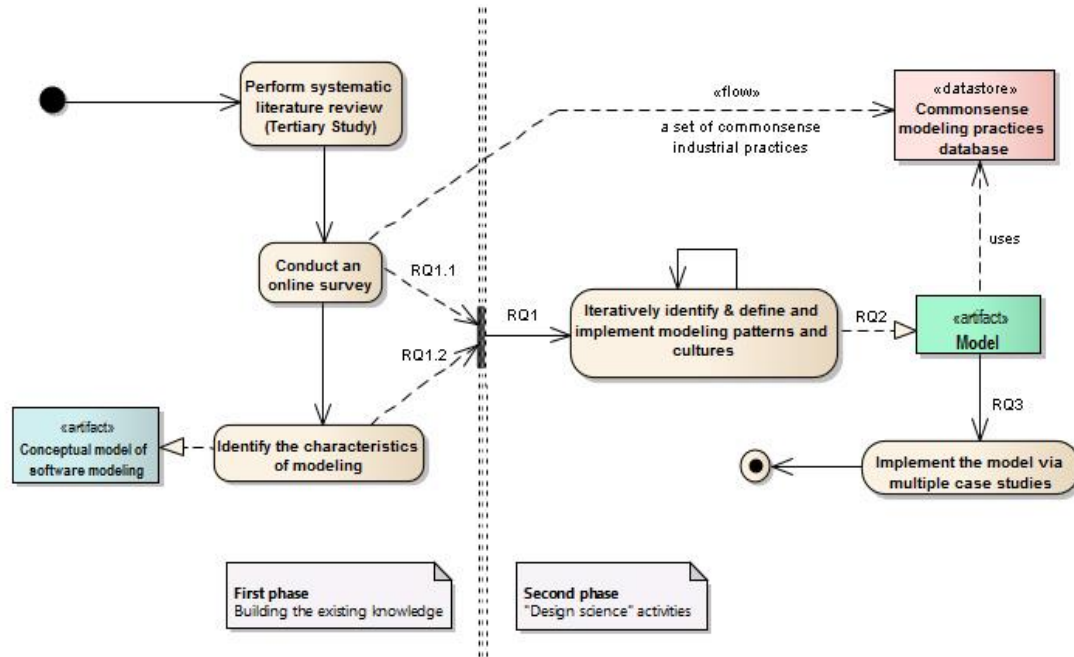 Perform systematic
literature review
(Tertiary Study)
«flow»
a set of commonsense
industrial practices
«datastore»
Commonsense
modeling practices
database
Conduct an
online survey
RQ1.1
uses
RQ1
Iteratively identify & define and
implement modeling patterns and
cultures
RQ2
«artifact»
Model
RQ1.2
RQ3
«artifact»
Conceptual model of
software modeling
Identify the characteristics
of modeling
Implement the model via
multiple case studies
First phase
Building the existing knowledge
Second phase
"Design science" activities